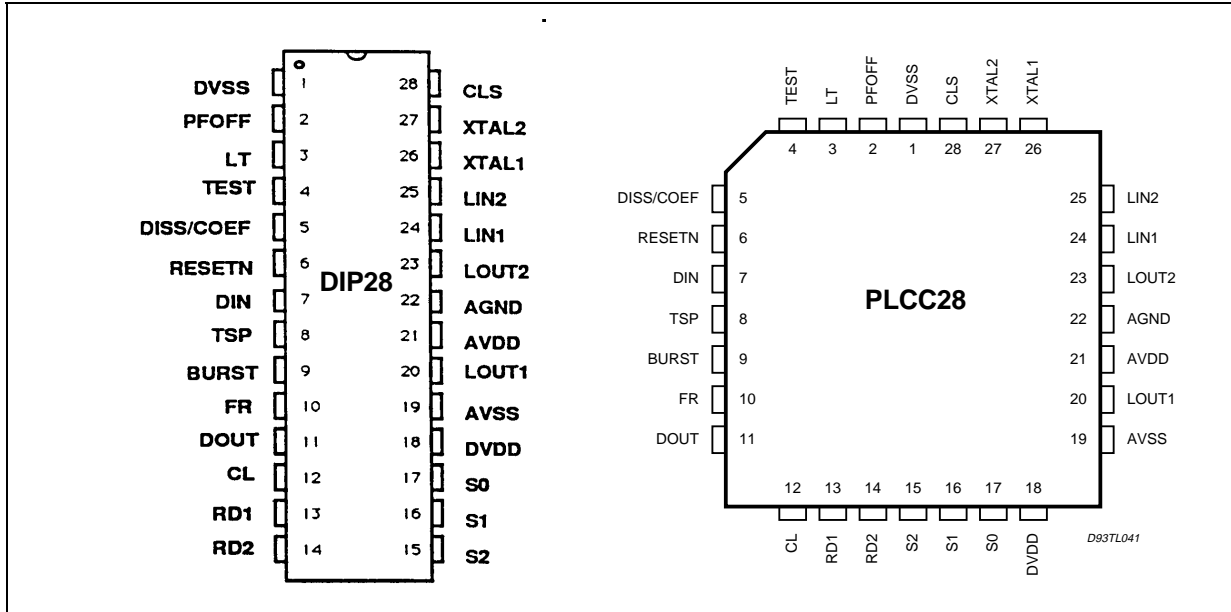 DVSS 1 28 CLS
PFOFF 2 27 XTAL2
LT 3 26 XTAL1
TEST 4 25 LIN2
DISS/COEF 5 24 LIN1
RESETN 6 23 LOUT2
DIP28
DIN 7 22 AGND
TSP 8 21 AVDD
BURST 9 20 LOUT1
FR 10 19 AVSS
DOUT 11 18 DVDD
CL 12 17 S0
RD1 13 16 S1
RD2 14 15 S2
TEST LT PFOFF DVSS CLS XTAL2 XTAL1
4 3 2 1 28 27 26
DISS/COEF 5 25 LIN2
RESETN 6 24 LIN1
DIN 7 23 LOUT2
PLCC28
TSP 8 22 AGND
BURST 9 21 AVDD
FR 10 20 LOUT1
DOUT 11 19 AVSS
12 13 14 15 16 17 18
CL RD1 RD2 S2 S1 S0 DVDD
D93TL041